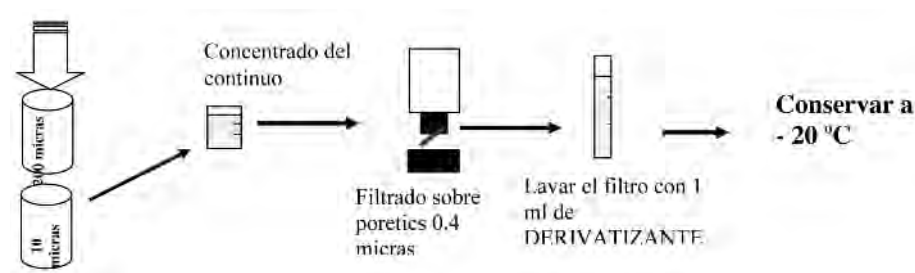 200 micras
10
micras
Concentrado del
continuo
Filtrado sobre
poretics 0.4
micras
Lavar el filtro con 1
ml de
DERIVATIZANTE
Conservar a
- 20 ºC